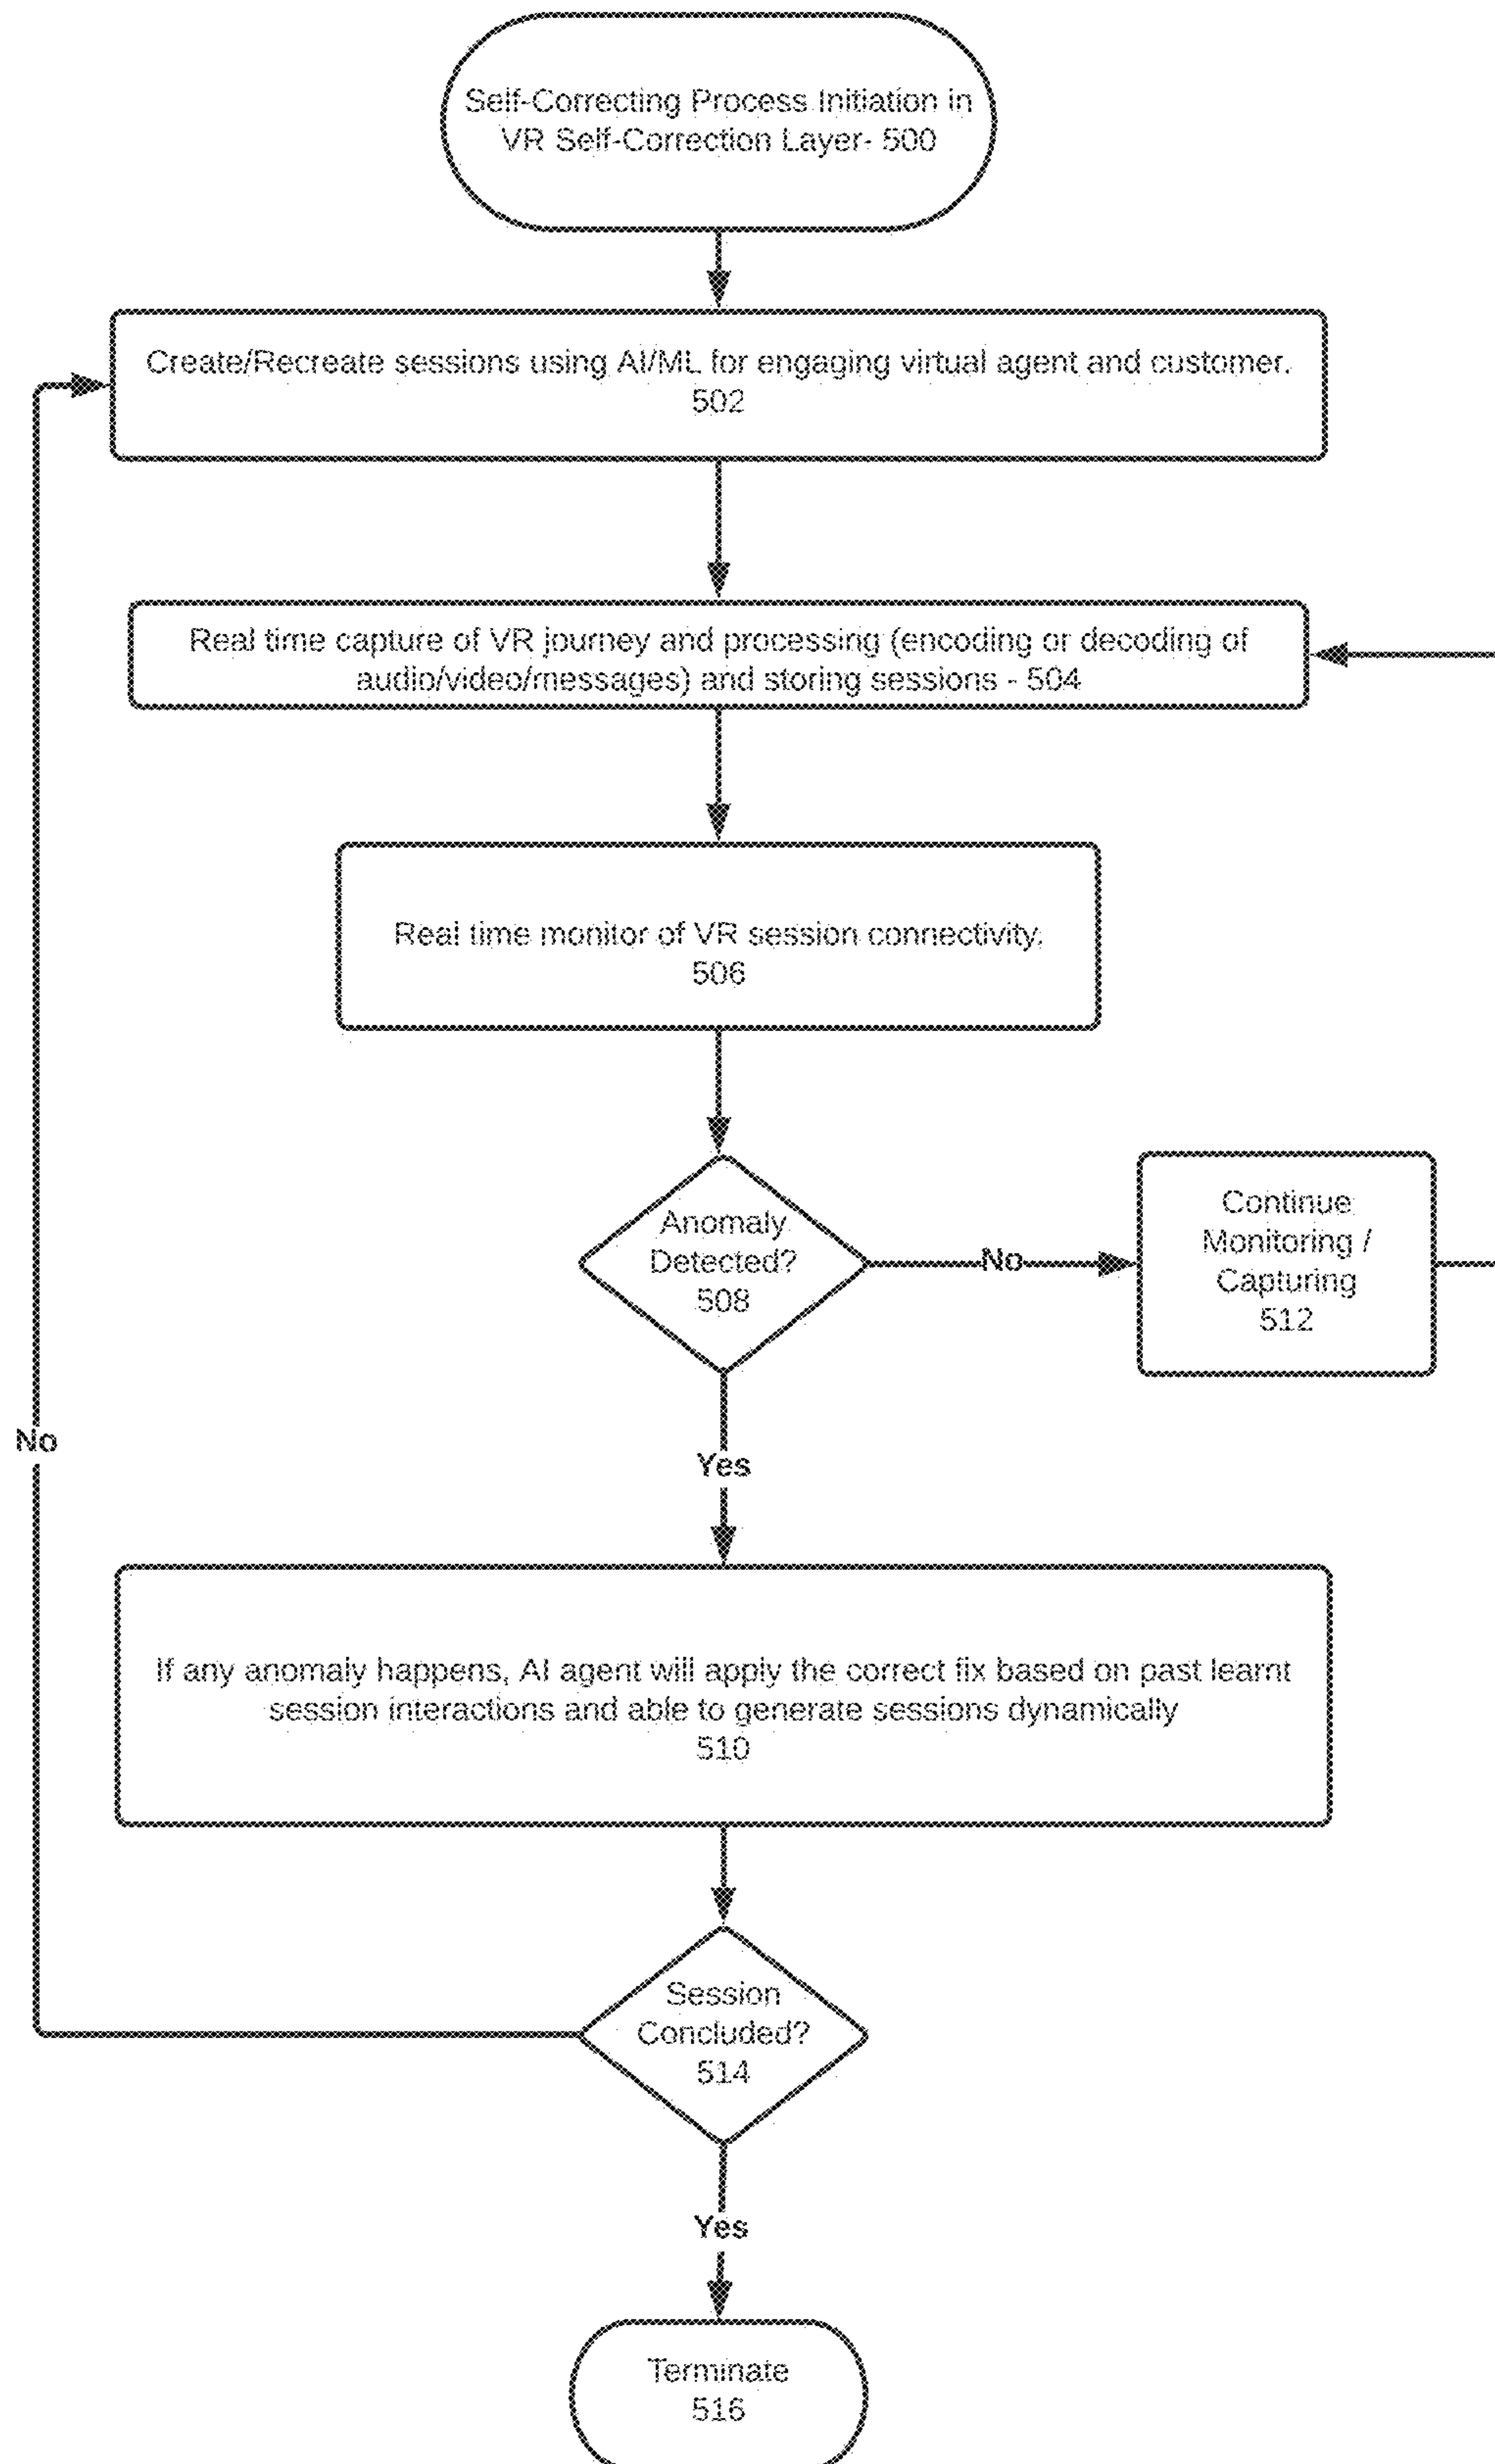 Self-Correcting Process Initiation in
VR Self-Correction Layer- 500
Create/Recreate sessions using AI/ML for engaging virtual agent and customer.
502
Real time capture of VR journey and processing (encoding or decoding of
audio/video/messages) and storing sessions - 504
Real time monitor of VR session connectivity.
506
Anomaly
Detected?
508
No
Continue
Monitoring /
Capturing
512
No
Yes
If any anomaly happens, AI agent will apply the correct fix based on past learnt
session interactions and able to generate sessions dynamically
510
Session
Concluded?
514
Yes
Terminate
516